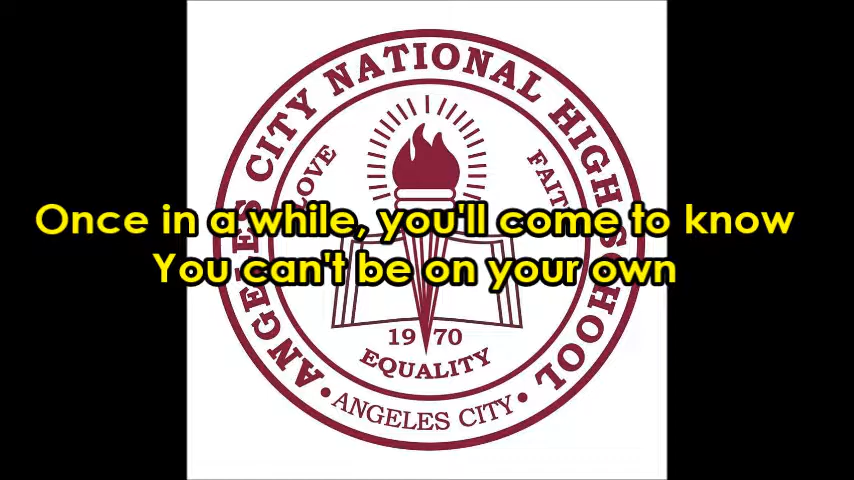 ANGELES CITY NATIONAL HIGH SCHOOL
LOVE
FAITH
Once in a while, you'll come to know
You can't be on your own
1970
EQUALITY
• ANGELES CITY •